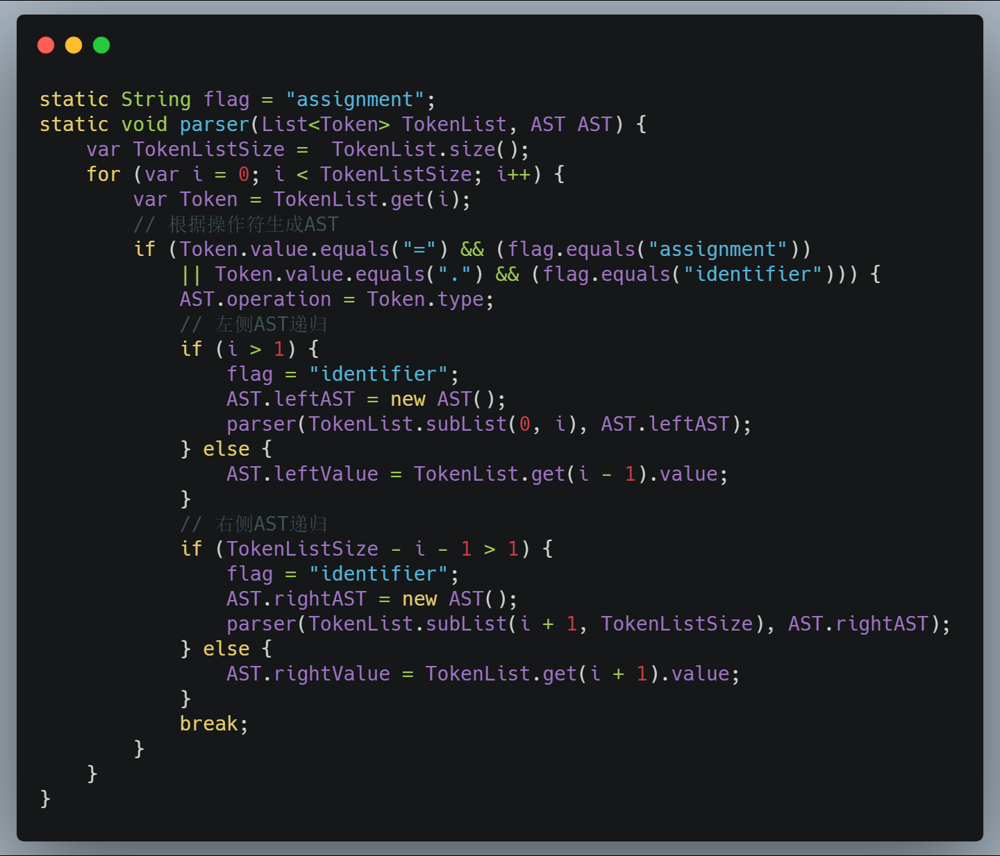 static String flag = "assignment";
static void parser(List<Token> TokenList, AST AST) {
    var TokenListSize =  TokenList.size();
    for (var i = 0; i < TokenListSize; i++) {
        var Token = TokenList.get(i);
        // 根据操作符生成AST
        if (Token.value.equals("=") && (flag.equals("assignment"))
            || Token.value.equals(".") && (flag.equals("identifier"))) {
            AST.operation = Token.type;
            // 左侧AST递归
            if (i > 1) {
                flag = "identifier";
                AST.leftAST = new AST();
                parser(TokenList.subList(0, i), AST.leftAST);
            } else {
                AST.leftValue = TokenList.get(i - 1).value;
            }
            // 右侧AST递归
            if (TokenListSize - i - 1 > 1) {
                flag = "identifier";
                AST.rightAST = new AST();
                parser(TokenList.subList(i + 1, TokenListSize), AST.rightAST);
            } else {
                AST.rightValue = TokenList.get(i + 1).value;
            }
            break;
        }
    }
}